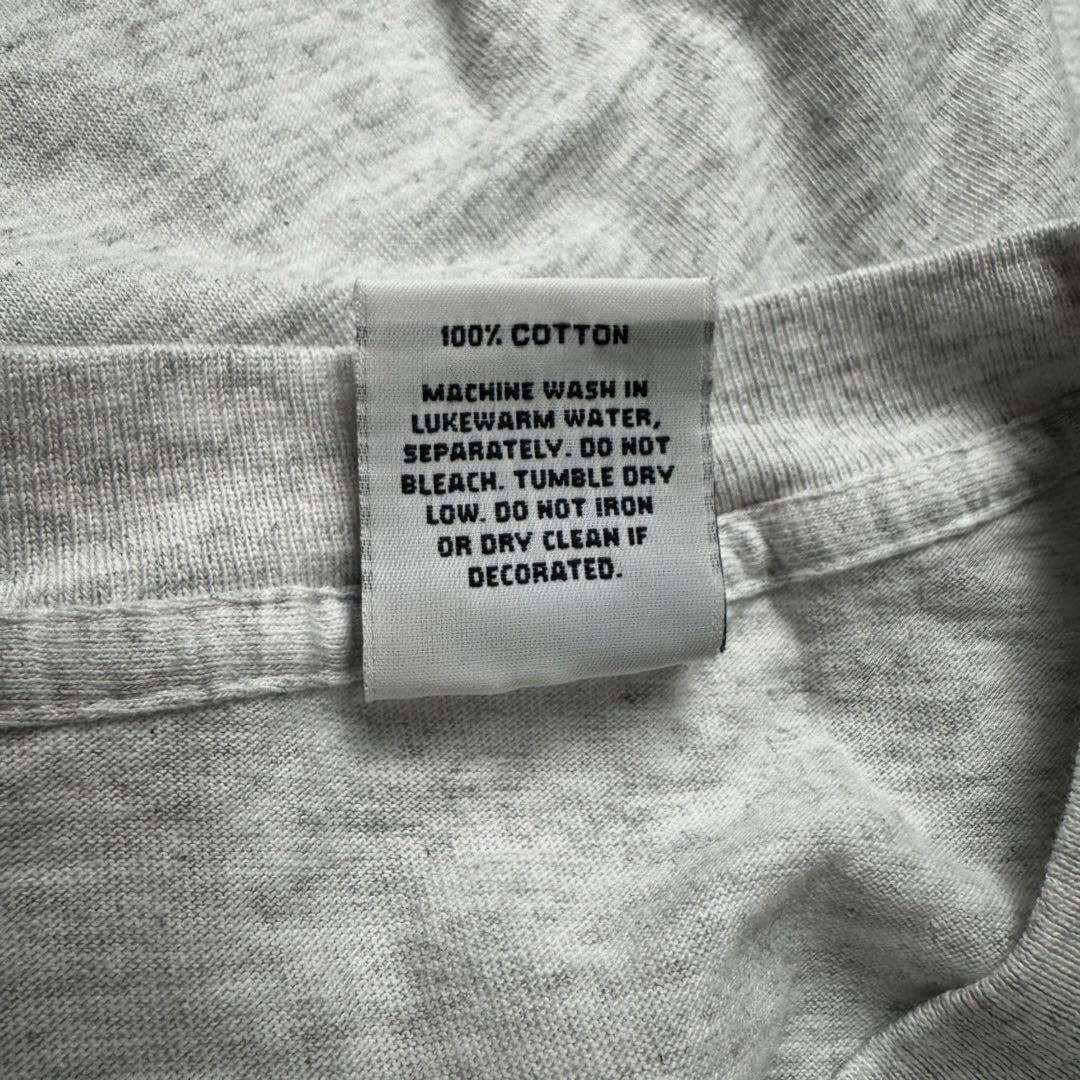 100% COTTON
MACHINE WASH IN
LUKEWARM WATER,
SEPARATELY. DO NOT
BLEACH. TUMBLE DRY
LOW. DO NOT IRON
OR DRY CLEAN IF
DECORATED.